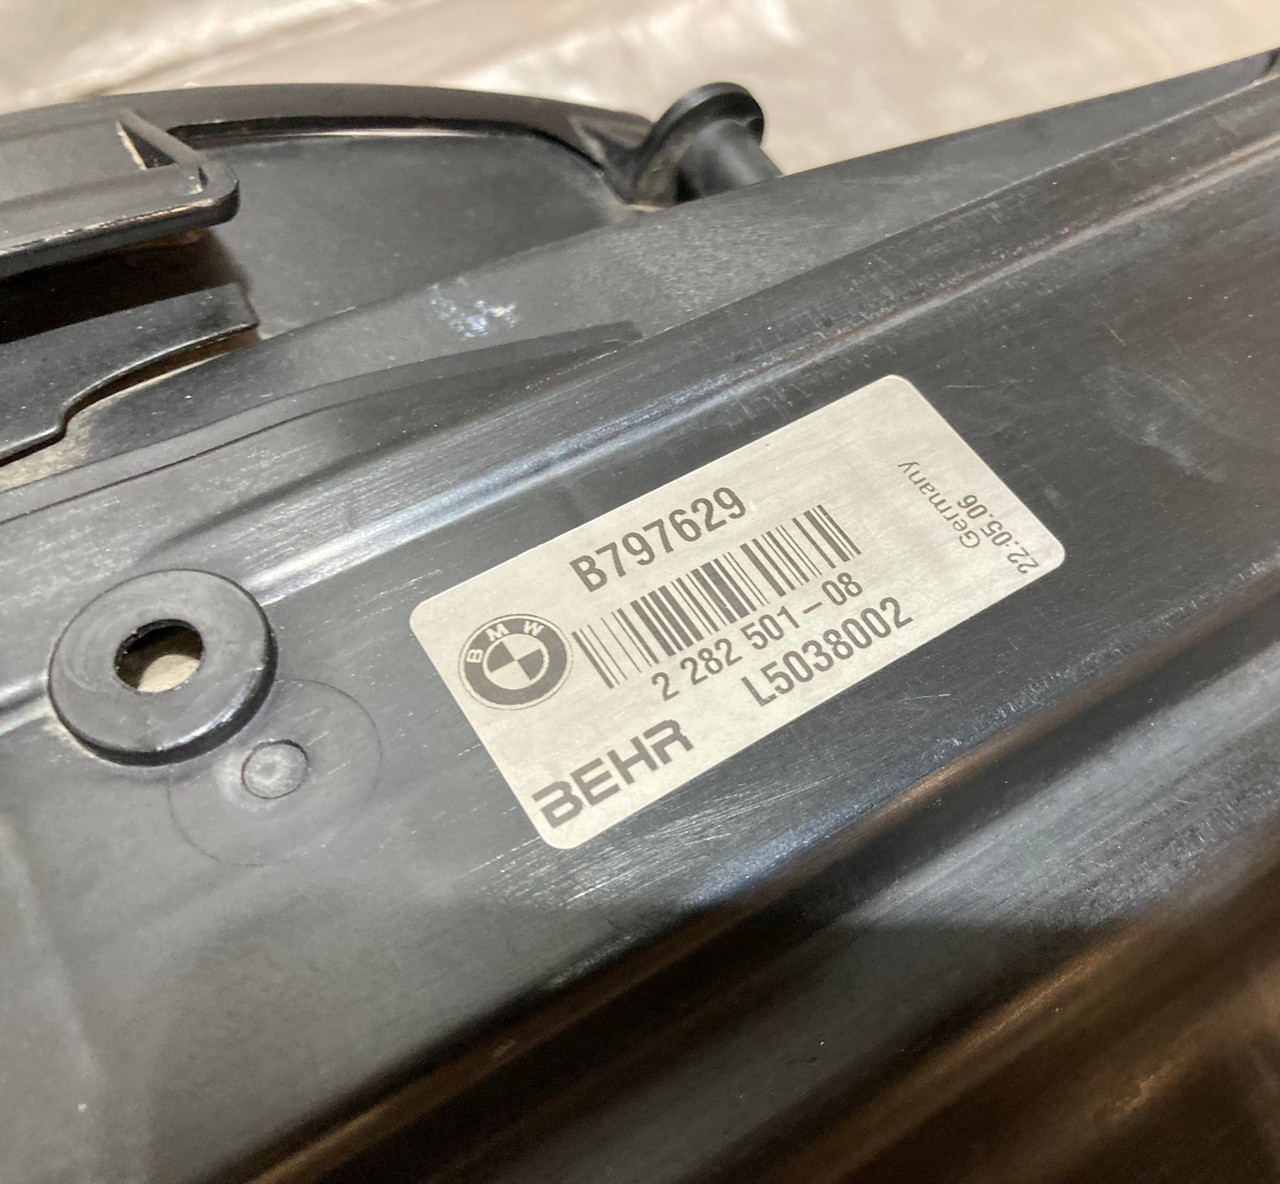 B797629
BMW
2 282 501-08
L5038002
BEHR
Germany
22.05.06